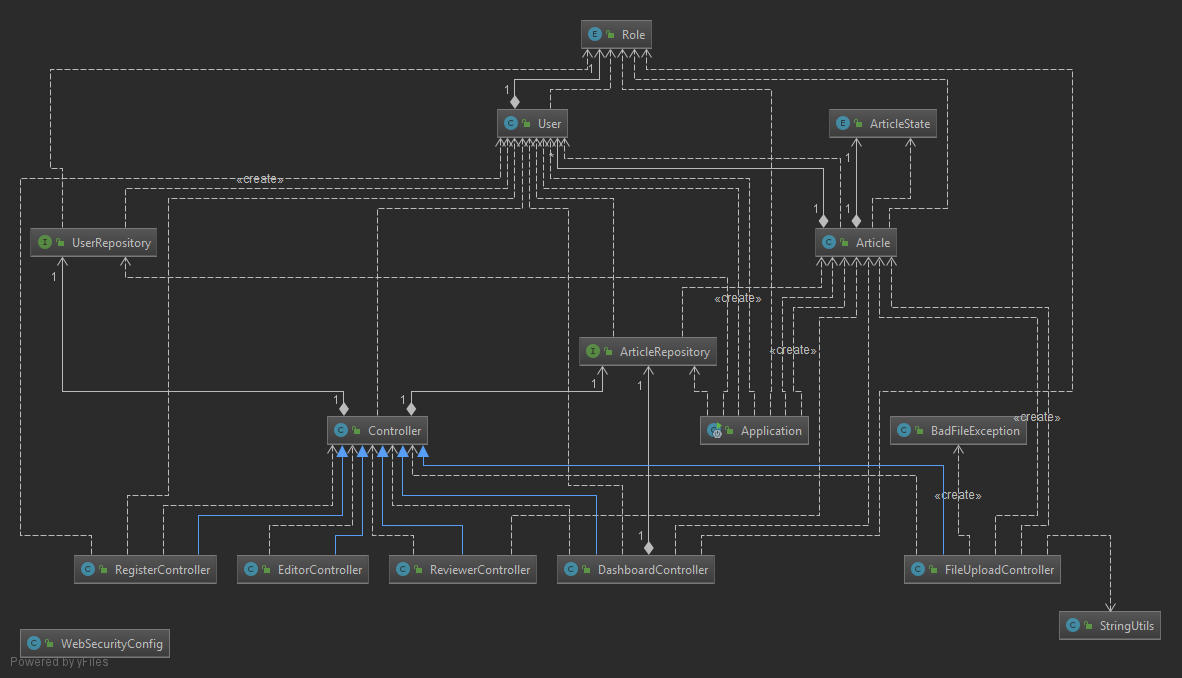 E Role
1
1
C User
E ArticleState
*
1
«create»
1
1
I UserRepository
C Article
1
«create»
«create»
I ArticleRepository
1
1
1
1
«create»
C Controller
Application
C BadFileException
«create»
1
C RegisterController
C EditorController
C ReviewerController
C DashboardController
C FileUploadController
C StringUtils
C WebSecurityConfig
Powered by yFiles